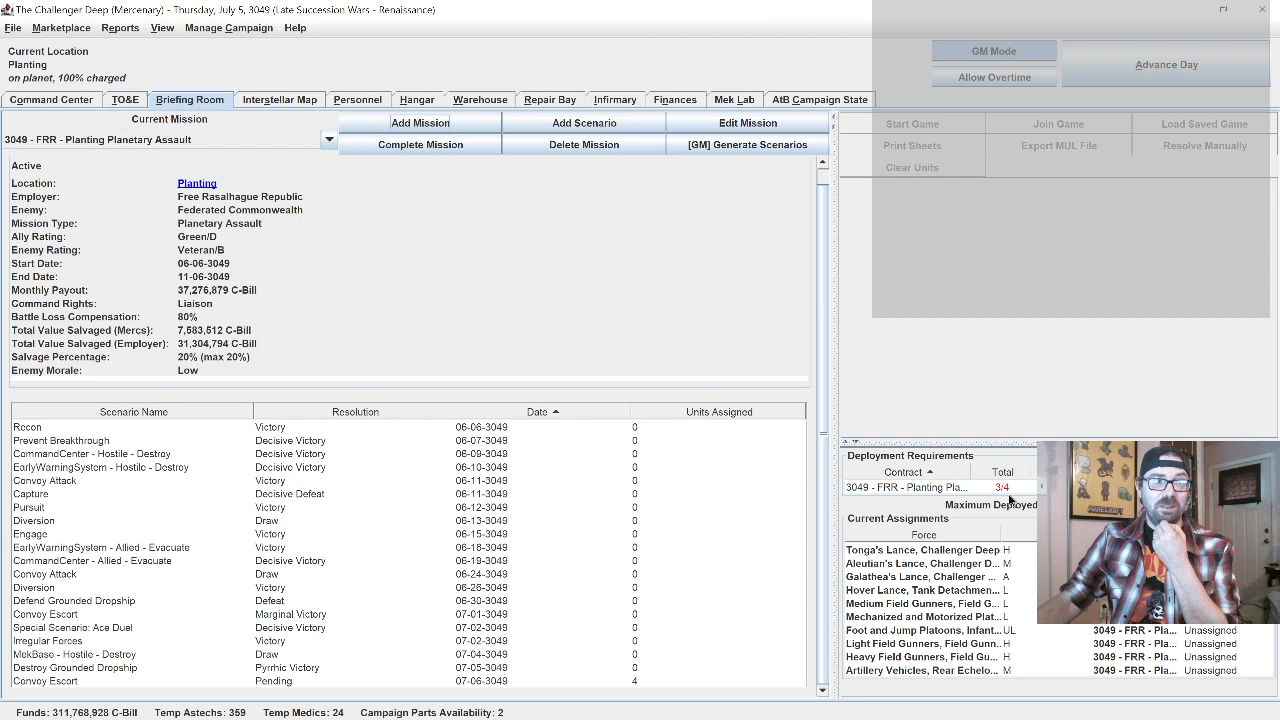 The Challenger Deep (Mercenary) - Thursday, July 5, 3049 (Late Succession Wars - Renaissance)
File Marketplace Reports View Manage Campaign Help
Current Location
Planting
on planet, 100% charged
GM Mode
Advance Day
Allow Overtime
Command Center TO&E Briefing Room Interstellar Map Personnel Hangar Warehouse Repair Bay Infirmary Finances Mek Lab AtB Campaign State
Current Mission
Add Mission Add Scenario Edit Mission
Start Game Join Game Load Saved Game
3049 - FRR - Planting Planetary Assault
Complete Mission Delete Mission [GM] Generate Scenarios
Print Sheets Export MUL File Resolve Manually
Clear Units
Active
Location: Planting
Employer: Free Rasalhague Republic
Enemy: Federated Commonwealth
Mission Type: Planetary Assault
Ally Rating: Green/D
Enemy Rating: Veteran/B
Start Date: 06-06-3049
End Date: 11-06-3049
Monthly Payout: 37,276,879 C-Bill
Command Rights: Liaison
Battle Loss Compensation: 80%
Total Value Salvaged (Mercs): 7,583,512 C-Bill
Total Value Salvaged (Employer): 31,304,794 C-Bill
Salvage Percentage: 20% (max 20%)
Enemy Morale: Low
Scenario Name Resolution Date Units Assigned
Recon Victory 06-06-3049 0
Prevent Breakthrough Decisive Victory 06-07-3049 0
CommandCenter - Hostile - Destroy Decisive Victory 06-09-3049 0
EarlyWarningSystem - Hostile - Destroy Decisive Victory 06-10-3049 0
Convoy Attack Victory 06-11-3049 0
Capture Decisive Defeat 06-11-3049 0
Pursuit Victory 06-12-3049 0
Diversion Draw 06-13-3049 0
Engage Victory 06-15-3049 0
EarlyWarningSystem - Allied - Evacuate Victory 06-18-3049 0
CommandCenter - Allied - Evacuate Decisive Victory 06-19-3049 0
Convoy Attack Draw 06-24-3049 0
Diversion Victory 06-26-3049 0
Defend Grounded Dropship Defeat 06-30-3049 0
Convoy Escort Marginal Victory 07-01-3049 0
Special Scenario: Ace Duel Decisive Victory 07-02-3049 0
Irregular Forces Victory 07-02-3049 0
MekBase - Hostile - Destroy Draw 07-04-3049 0
Destroy Grounded Dropship Pyrrhic Victory 07-05-3049 0
Convoy Escort Pending 07-06-3049 4
Deployment Requirements
Contract Total
3049 - FRR - Planting Pla... 3/4
Maximum Deployed
Current Assignments
Force
Tonga's Lance, Challenger Deep H
Aleutian's Lance, Challenger D... M
Galathea's Lance, Challenger ... A
Hover Lance, Tank Detachmen... L
Medium Field Gunners, Field G... L
Mechanized and Motorized Plat... L
Foot and Jump Platoons, Infant... UL 3049 - FRR - Pla... Unassigned
Light Field Gunners, Field Gunn... H 3049 - FRR - Pla... Unassigned
Heavy Field Gunners, Field Gu... H 3049 - FRR - Pla... Unassigned
Artillery Vehicles, Rear Echelo... M 3049 - FRR - Pla... Unassigned
Funds: 311,768,928 C-Bill Temp Astechs: 359 Temp Medics: 24 Campaign Parts Availability: 2